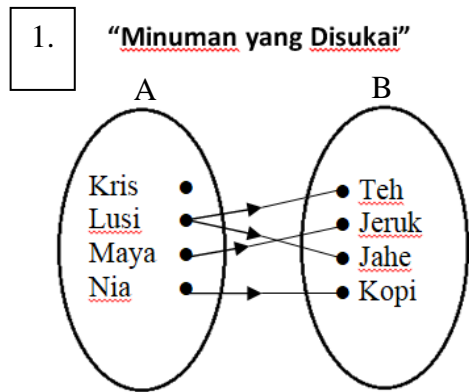 1.
“Minuman yang Disukai”
A
B
Kris
Lusi
Maya
Nia
Teh
Jeruk
Jahe
Kopi